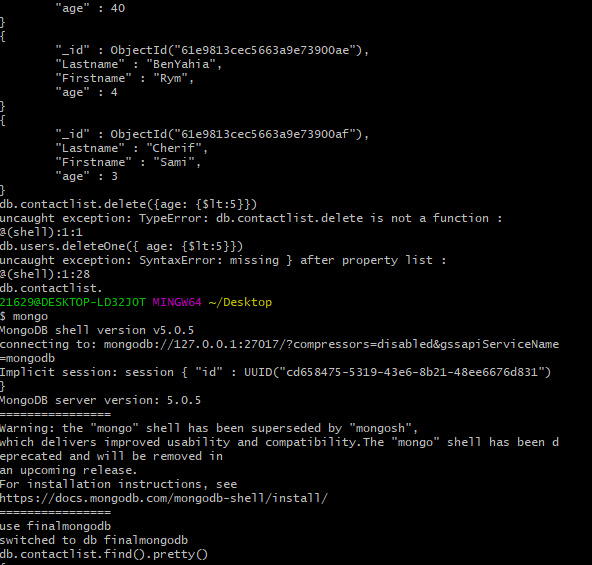 "age" : 40
}
{
"_id" : ObjectId("61e9813cec5663a9e73900ae"),
"Lastname" : "BenYahia",
"Firstname" : "Rym",
"age" : 4
}
{
"_id" : ObjectId("61e9813cec5663a9e73900af"),
"Lastname" : "Cherif",
"Firstname" : "Sami",
"age" : 3
}
db.contactlist.delete({age: {$lt:5}})
uncaught exception: TypeError: db.contactlist.delete is not a function :
@(shell):1:1
db.users.deleteOne({ age: {$lt:5}})
uncaught exception: SyntaxError: missing } after property list :
@(shell):1:28
db.contactlist.
21629@DESKTOP-LD32JOT MINGW64 ~/Desktop
$ mongo
MongoDB shell version v5.0.5
connecting to: mongodb://127.0.0.1:27017/?compressors=disabled&gssapiServiceName
=mongodb
Implicit session: session { "id" : UUID("cd658475-5319-43e6-8b21-48ee6676d831")
}
MongoDB server version: 5.0.5
================
Warning: the "mongo" shell has been superseded by "mongosh",
which delivers improved usability and compatibility.The "mongo" shell has been d
eprecated and will be removed in
an upcoming release.
For installation instructions, see
https://docs.mongodb.com/mongodb-shell/install/
================
use finalmongodb
switched to db finalmongodb
db.contactlist.find().pretty()
{